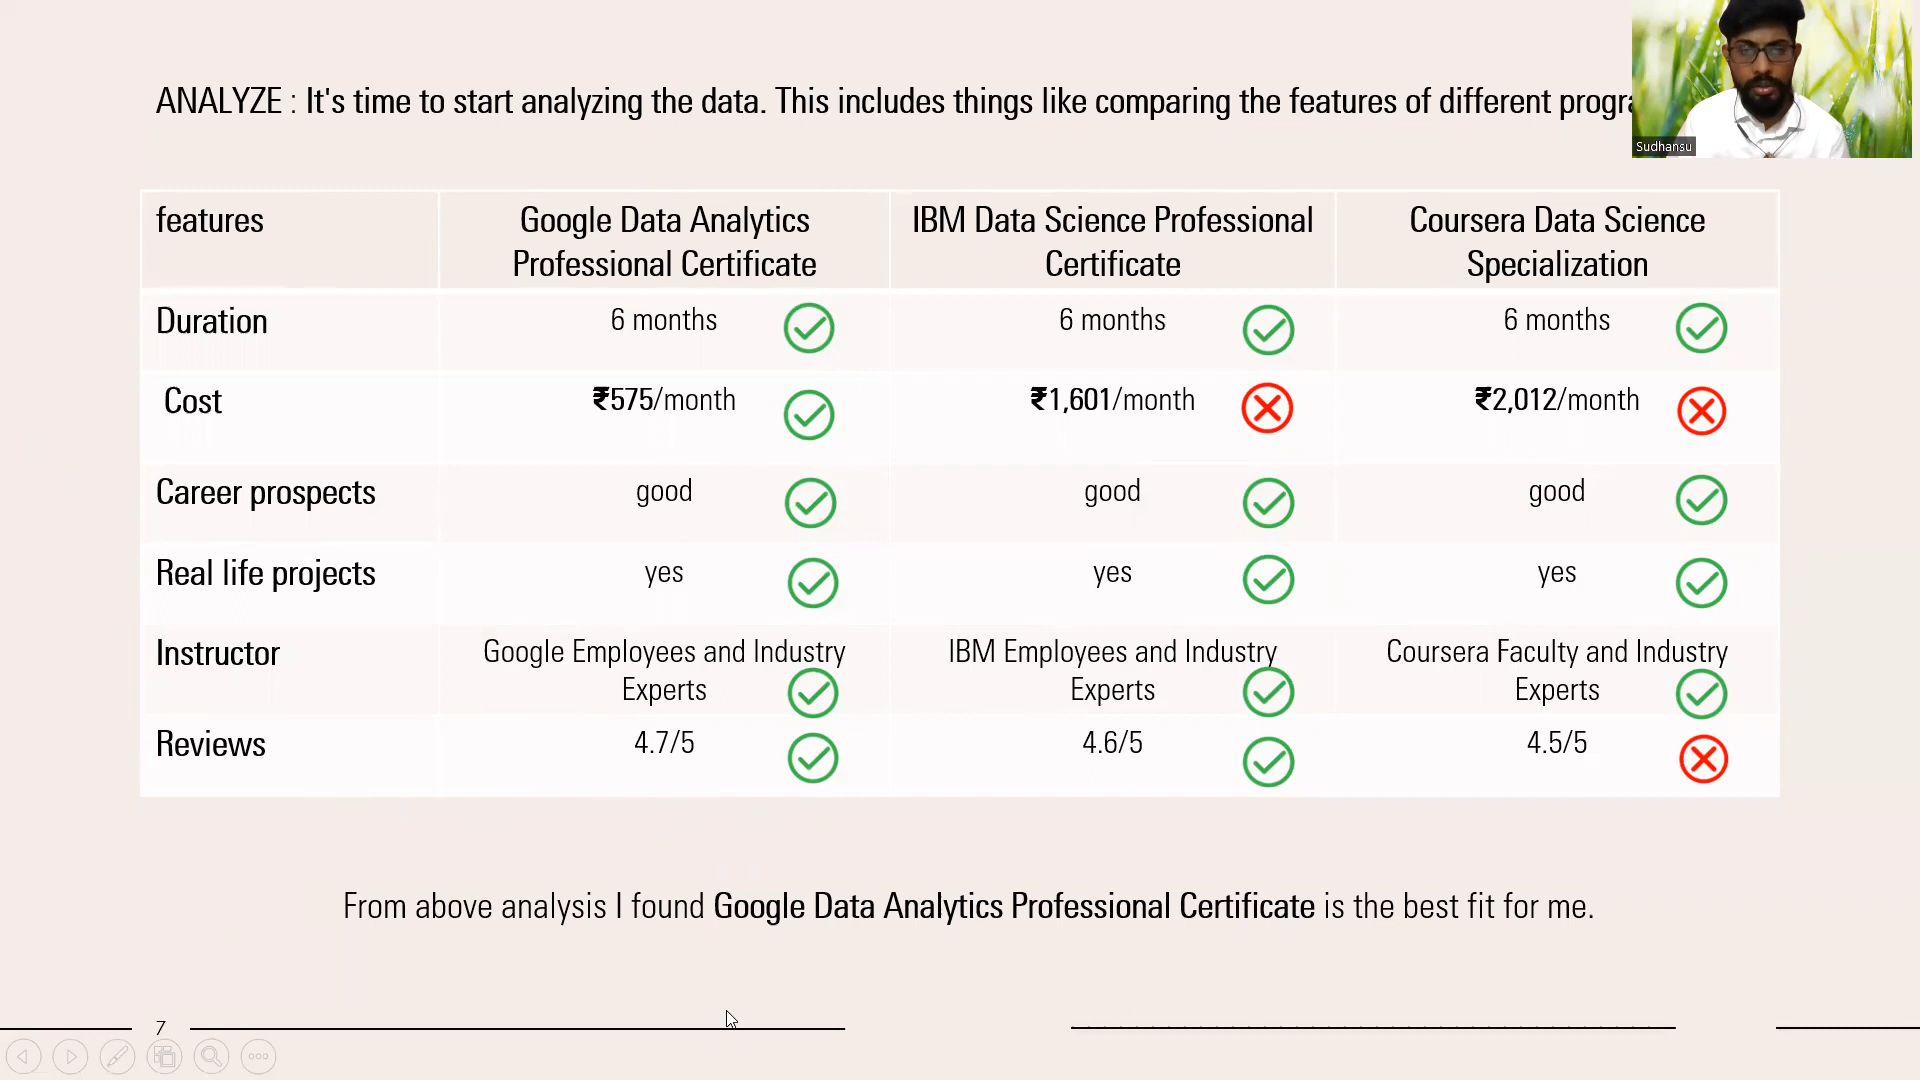 ANALYZE : It's time to start analyzing the data. This includes things like comparing the features of different
Sudhansu
features
Google Data Analytics
Professional Certificate
IBM Data Science Professional
Certificate
Coursera Data Science
Specialization
Duration
6 months
6 months
6 months
Cost
₹575/month
₹1,601/month
₹2,012/month
Career prospects
good
good
good
Real life projects
yes
yes
yes
Instructor
Google Employees and Industry
Experts
IBM Employees and Industry
Experts
Coursera Faculty and Industry
Experts
Reviews
4.7/5
4.6/5
4.5/5
From above analysis I found Google Data Analytics Professional Certificate is the best fit for me.
7